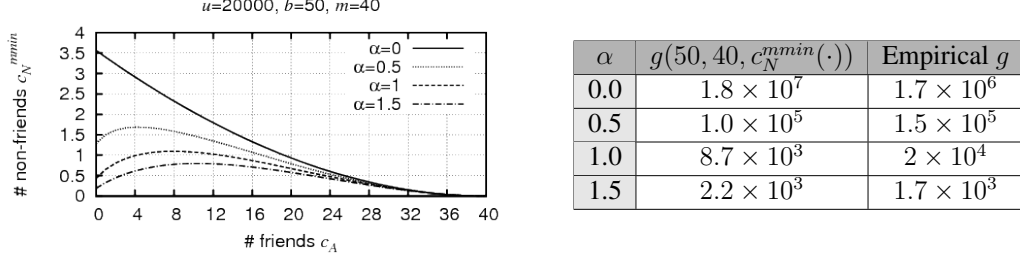 u=20000, b=50, m=40
# non-friends c_N^{mmin}
4
3.5
3
2.5
2
1.5
1
0.5
0
α=0
α=0.5
α=1
α=1.5
0 4 8 12 16 20 24 28 32 36 40
# friends c_A
α g(50, 40, c_N^{mmin}(·)) Empirical g
0.0 1.8 × 10^7 1.7 × 10^6
0.5 1.0 × 10^5 1.5 × 10^5
1.0 8.7 × 10^3 2 × 10^4
1.5 2.2 × 10^3 1.7 × 10^3